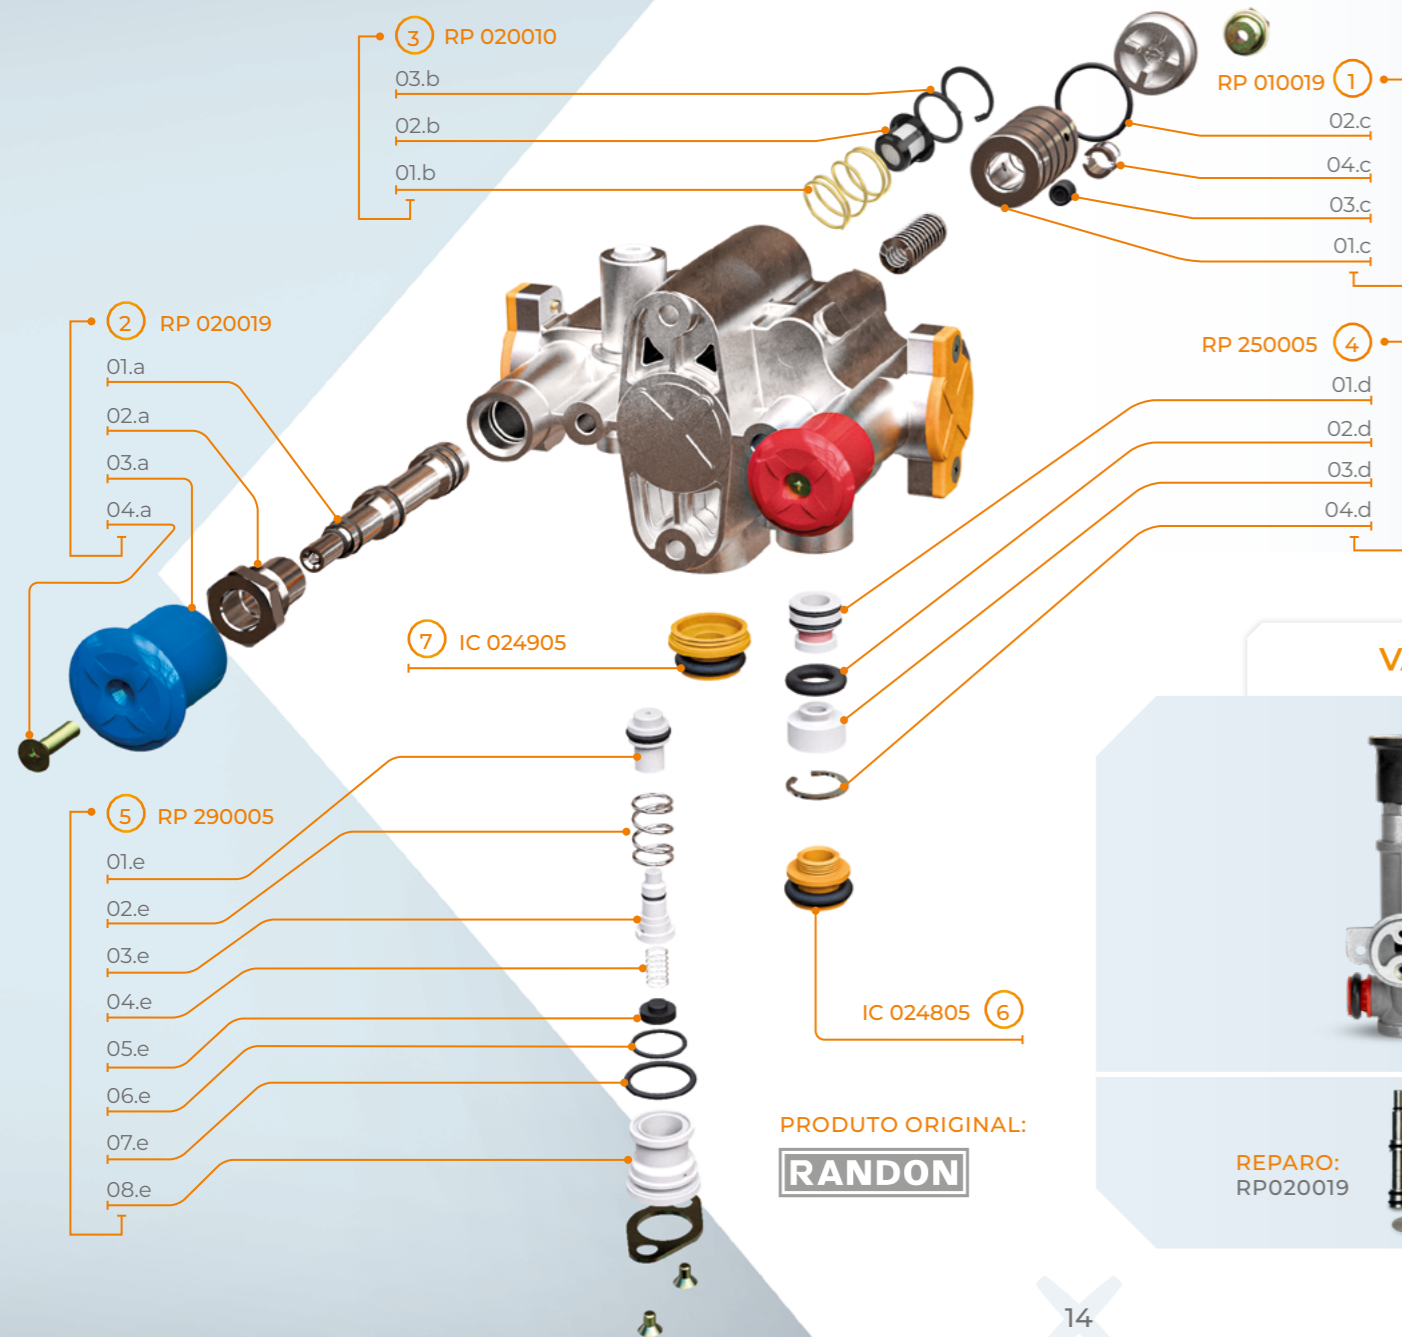 3 RP 020010
03.b
02.b
01.b
RP 010019 1
02.c
04.c
03.c
01.c
2 RP 020019
01.a
02.a
03.a
04.a
RP 250005 4
01.d
02.d
03.d
04.d
7 IC 024905
5 RP 290005
01.e
02.e
03.e
04.e
05.e
06.e
07.e
08.e
IC 024805 6
PRODUTO ORIGINAL:
RANDON
REPARO:
RP020019
14